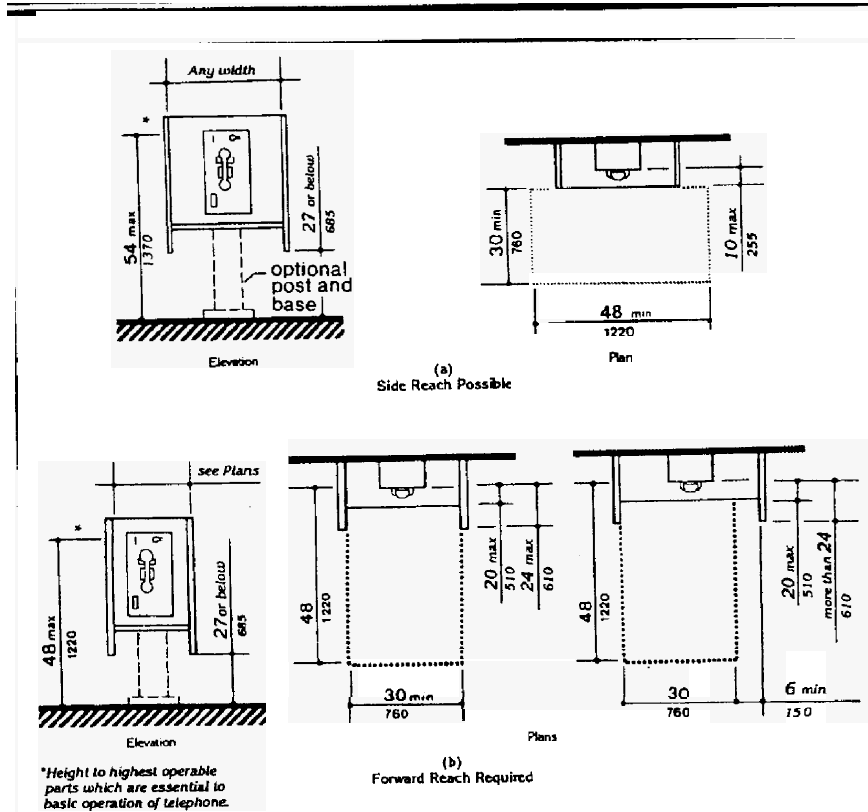 Any width
*
54 max
1370
27 or below
685
optional
post and
base
Elevation
30 min
760
10 max
255
48 min
1220
Plan
(a)
Side Reach Possible
see Plans
*
48 max
1220
27 or below
685
Elevation
*Height to highest operable
parts which are essential to
basic operation of telephone.
48
1220
20 max
510
24 max
610
30 min
760
48
1220
20 max
510
more than 24
610
30
760
6 min
150
Plans
(b)
Forward Reach Required